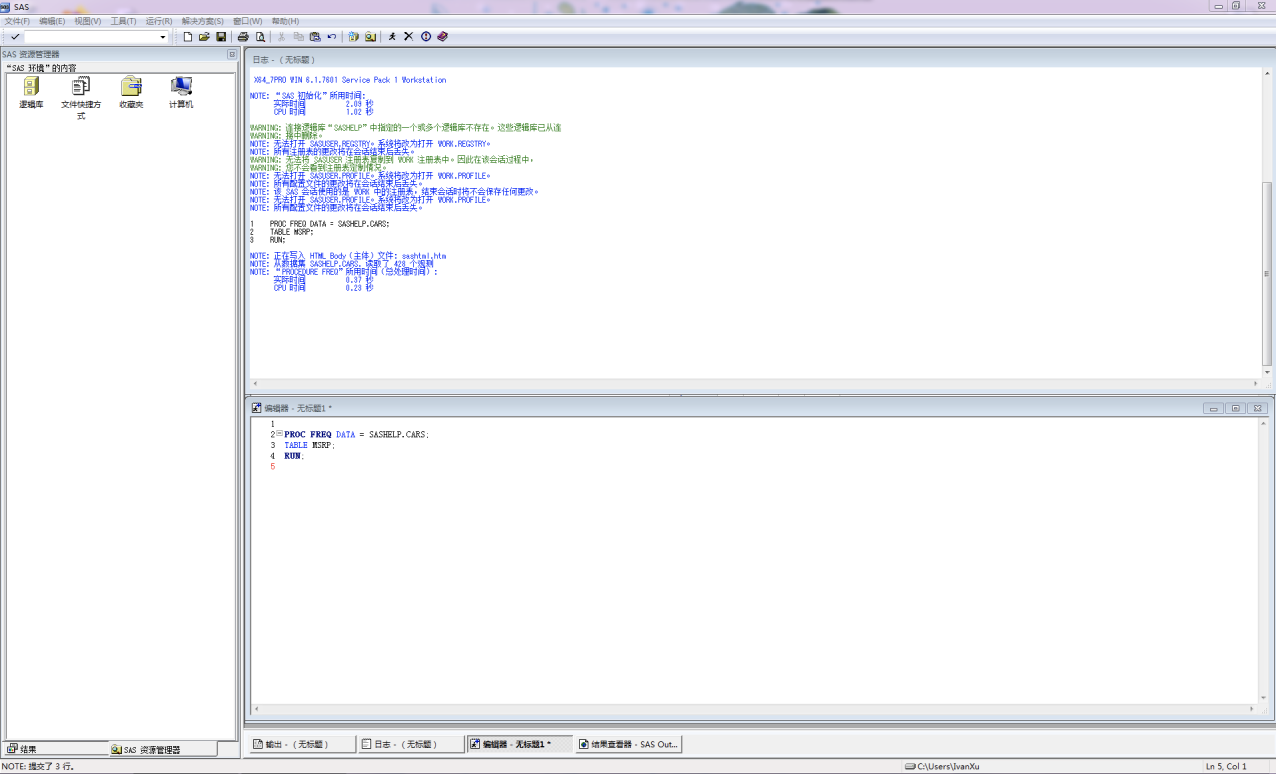 SAS
文件(F) 编辑(E) 视图(V) 工具(T) 运行(R) 解决方案(S) 窗口(W) 帮助(H)
SAS 资源管理器
“SAS 环境”的内容
逻辑库 文件快捷方式 收藏夹 计算机
日志 - (无标题)
X64_7PRO WIN 6.1.7601 Service Pack 1 Workstation
NOTE: “SAS 初始化”所用时间:
实际时间 2.09 秒
CPU 时间 1.02 秒
WARNING: 连接逻辑库“SASHELP”中指定的一个或多个逻辑库不存在。这些逻辑库已从连
WARNING: 接中删除。
NOTE: 无法打开 SASUSER.REGSTRY。系统将改为打开 WORK.REGSTRY。
NOTE: 所有注册表的更改将在会话结束后丢失。
WARNING: 无法将 SASUSER 注册表复制到 WORK 注册表中。因此在该会话过程中,
WARNING: 您不会看到注册表定制情况。
NOTE: 无法打开 SASUSER.PROFILE。系统将改为打开 WORK.PROFILE。
NOTE: 所有配置文件的更改将在会话结束后丢失。
NOTE: 该 SAS 会话使用的是 WORK 中的注册表,结束会话时将不会保存任何更改。
NOTE: 无法打开 SASUSER.PROFILE。系统将改为打开 WORK.PROFILE。
NOTE: 所有配置文件的更改将在会话结束后丢失。
1 PROC FREQ DATA = SASHELP.CARS;
2 TABLE MSRP;
3 RUN;
NOTE: 正在写入 HTML Body(主体)文件: sashtml.htm
NOTE: 从数据集 SASHELP.CARS. 读取了 428 个观测
NOTE: “PROCEDURE FREQ”所用时间(总处理时间):
实际时间 0.37 秒
CPU 时间 0.23 秒
编辑器 - 无标题1 *
1
2 PROC FREQ DATA = SASHELP.CARS;
3 TABLE MSRP;
4 RUN;
5
结果 SAS 资源管理器
输出 - (无标题) 日志 - (无标题) 编辑器 - 无标题1 * 结果查看器 - SAS Out...
NOTE: 提交了 3 行。 C:\Users\IvanXu Ln 5, Col 1